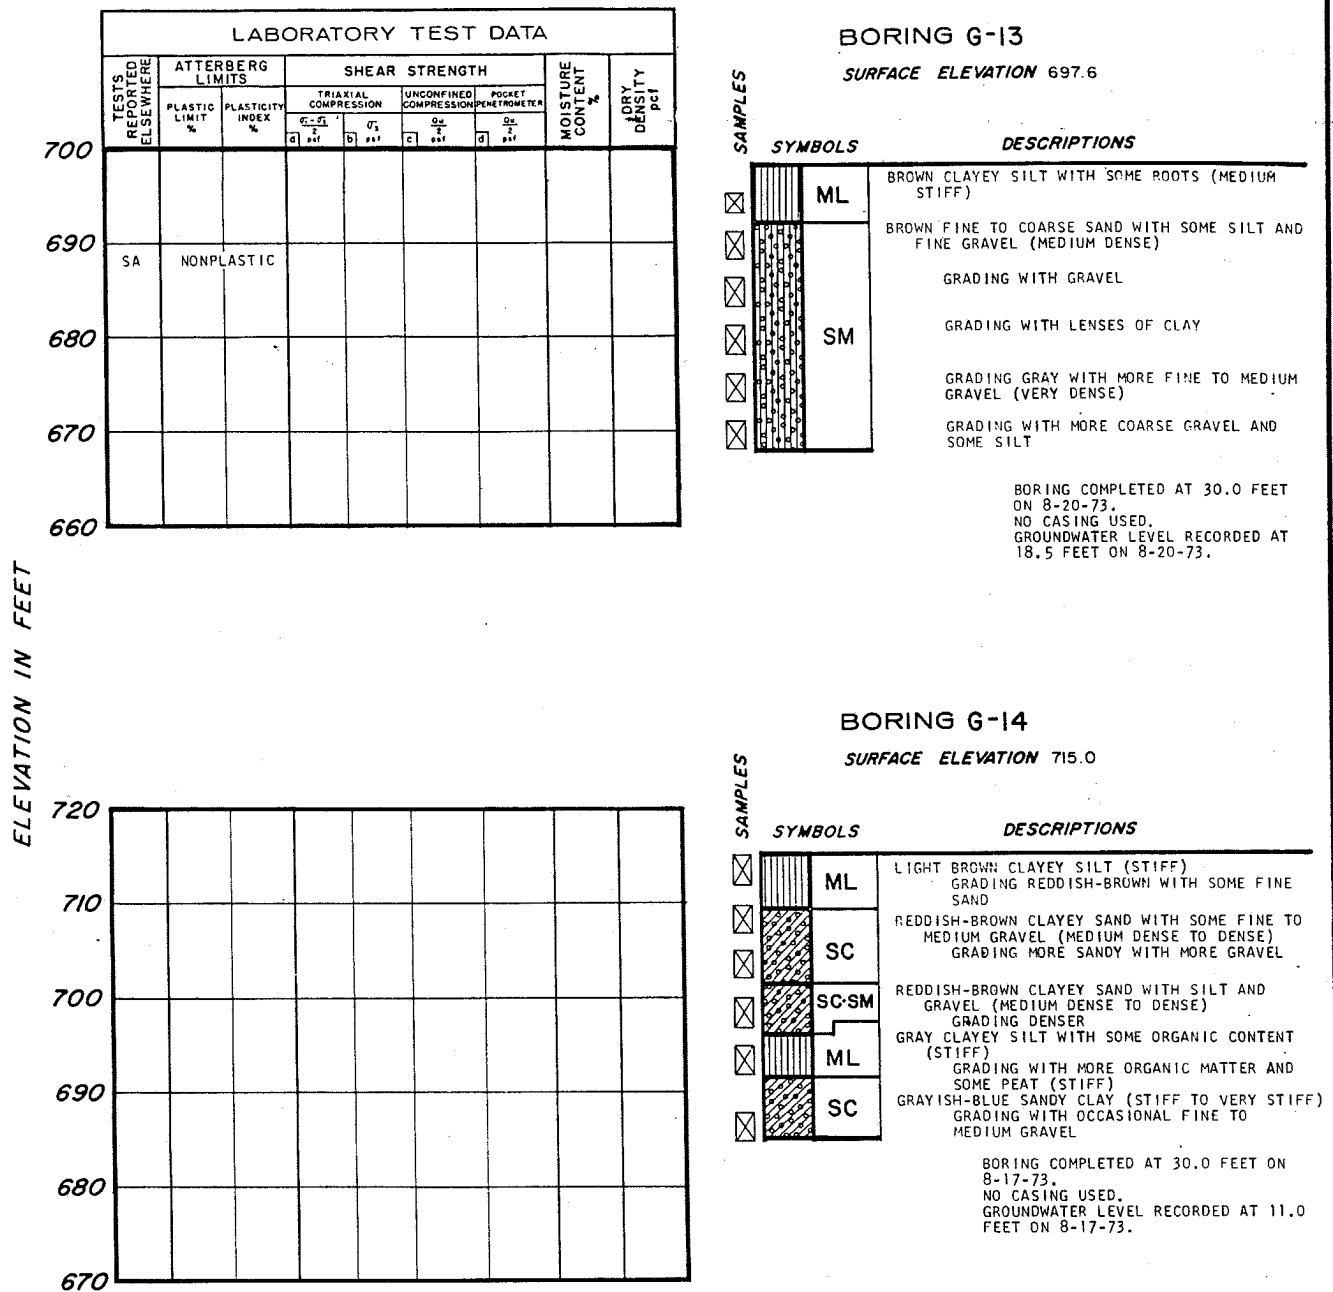 LABORATORY TEST DATA
TESTS REPORTED ELSEWHERE
ATTERBERG LIMITS
SHEAR STRENGTH
MOISTURE CONTENT %
DRY DENSITY pcf
PLASTIC LIMIT %
PLASTICITY INDEX %
TRIAXIAL COMPRESSION
UNCONFINED COMPRESSION
POCKET PENETROMETER
a
psf
b
psf
c
Qu/2
psf
d
Qu/2
psf
700
690
SA NONPLASTIC
680
670
660
ELEVATION IN FEET
BORING G-13
SURFACE ELEVATION 697.6
SAMPLES
SYMBOLS
DESCRIPTIONS
ML
BROWN CLAYEY SILT WITH SOME ROOTS (MEDIUM
STIFF)
BROWN FINE TO COARSE SAND WITH SOME SILT AND
FINE GRAVEL (MEDIUM DENSE)
GRADING WITH GRAVEL
SM
GRADING WITH LENSES OF CLAY
GRADING GRAY WITH MORE FINE TO MEDIUM
GRAVEL (VERY DENSE)
GRADING WITH MORE COARSE GRAVEL AND
SOME SILT
BORING COMPLETED AT 30.0 FEET
ON 8-20-73.
NO CASING USED.
GROUNDWATER LEVEL RECORDED AT
18.5 FEET ON 8-20-73.
720
710
700
690
680
670
BORING G-14
SURFACE ELEVATION 715.0
SAMPLES
SYMBOLS
DESCRIPTIONS
ML
LIGHT BROWN CLAYEY SILT (STIFF)
GRADING REDDISH-BROWN WITH SOME FINE
SAND
SC
REDDISH-BROWN CLAYEY SAND WITH SOME FINE TO
MEDIUM GRAVEL (MEDIUM DENSE TO DENSE)
GRADING MORE SANDY WITH MORE GRAVEL
SC·SM
REDDISH-BROWN CLAYEY SAND WITH SILT AND
GRAVEL (MEDIUM DENSE TO DENSE)
GRADING DENSER
ML
GRAY CLAYEY SILT WITH SOME ORGANIC CONTENT
(STIFF)
GRADING WITH MORE ORGANIC MATTER AND
SOME PEAT (STIFF)
SC
GRAYISH-BLUE SANDY CLAY (STIFF TO VERY STIFF)
GRADING WITH OCCASIONAL FINE TO
MEDIUM GRAVEL
BORING COMPLETED AT 30.0 FEET ON
8-17-73.
NO CASING USED.
GROUNDWATER LEVEL RECORDED AT 11.0
FEET ON 8-17-73.